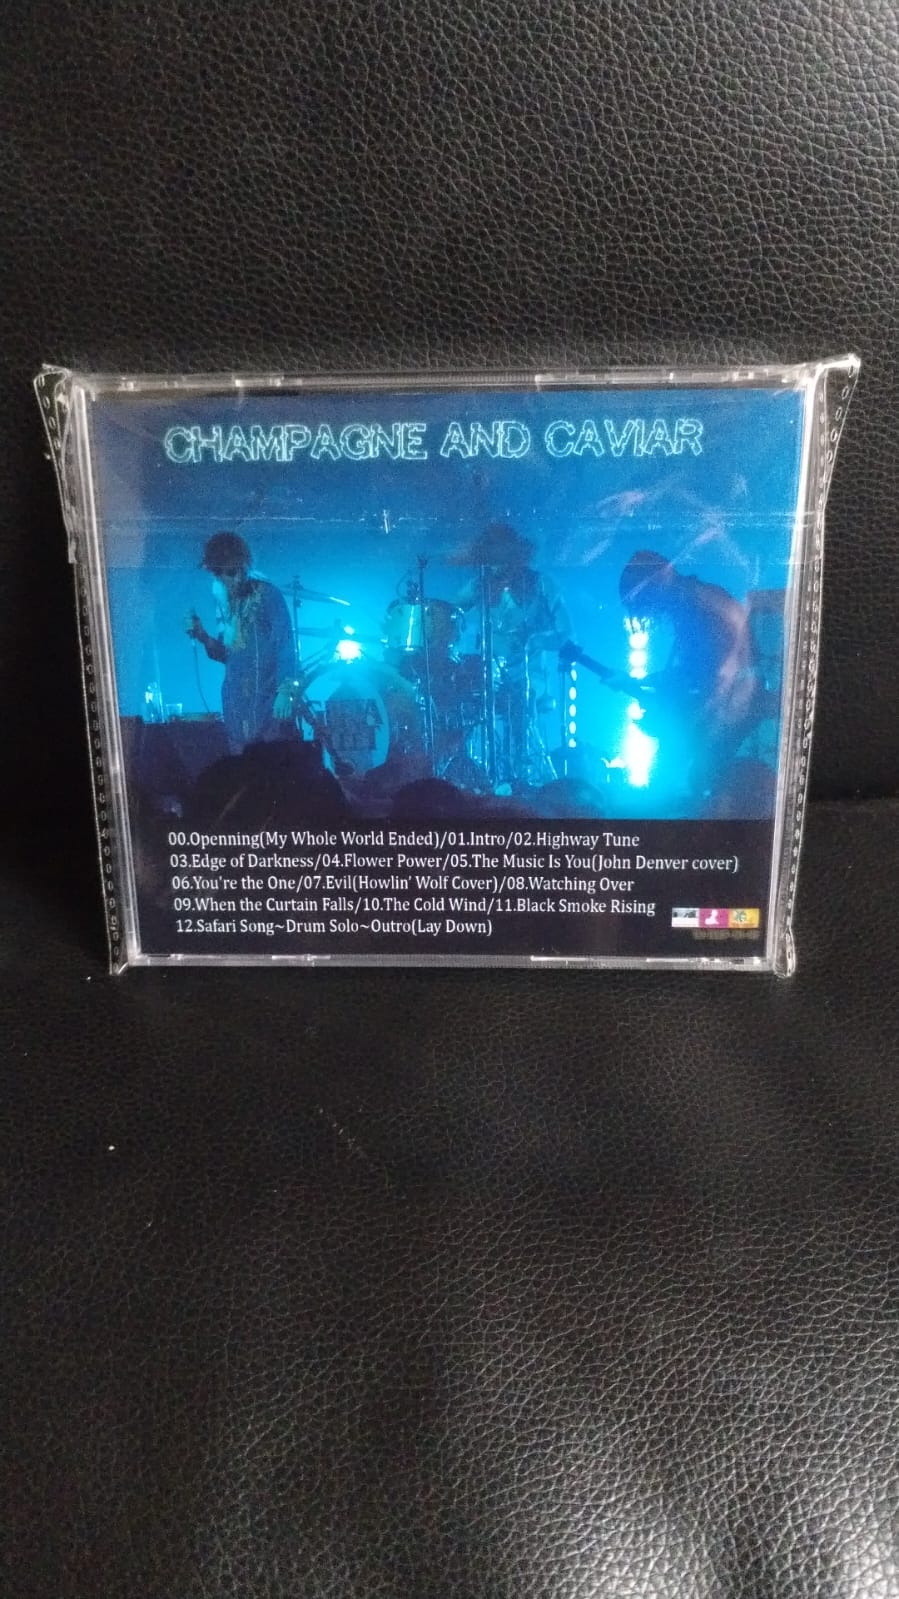 CHAMPAGNE AND CAVIAR
00.Openning(My Whole World Ended)/01.Intro/02.Highway Tune
03.Edge of Darkness/04.Flower Power/05.The Music Is You(John Denver cover)
06.You're the One/07.Evil(Howlin' Wolf Cover)/08.Watching Over
09.When the Curtain Falls/10.The Cold Wind/11.Black Smoke Rising
12.Safari Song~Drum Solo~Outro(Lay Down)